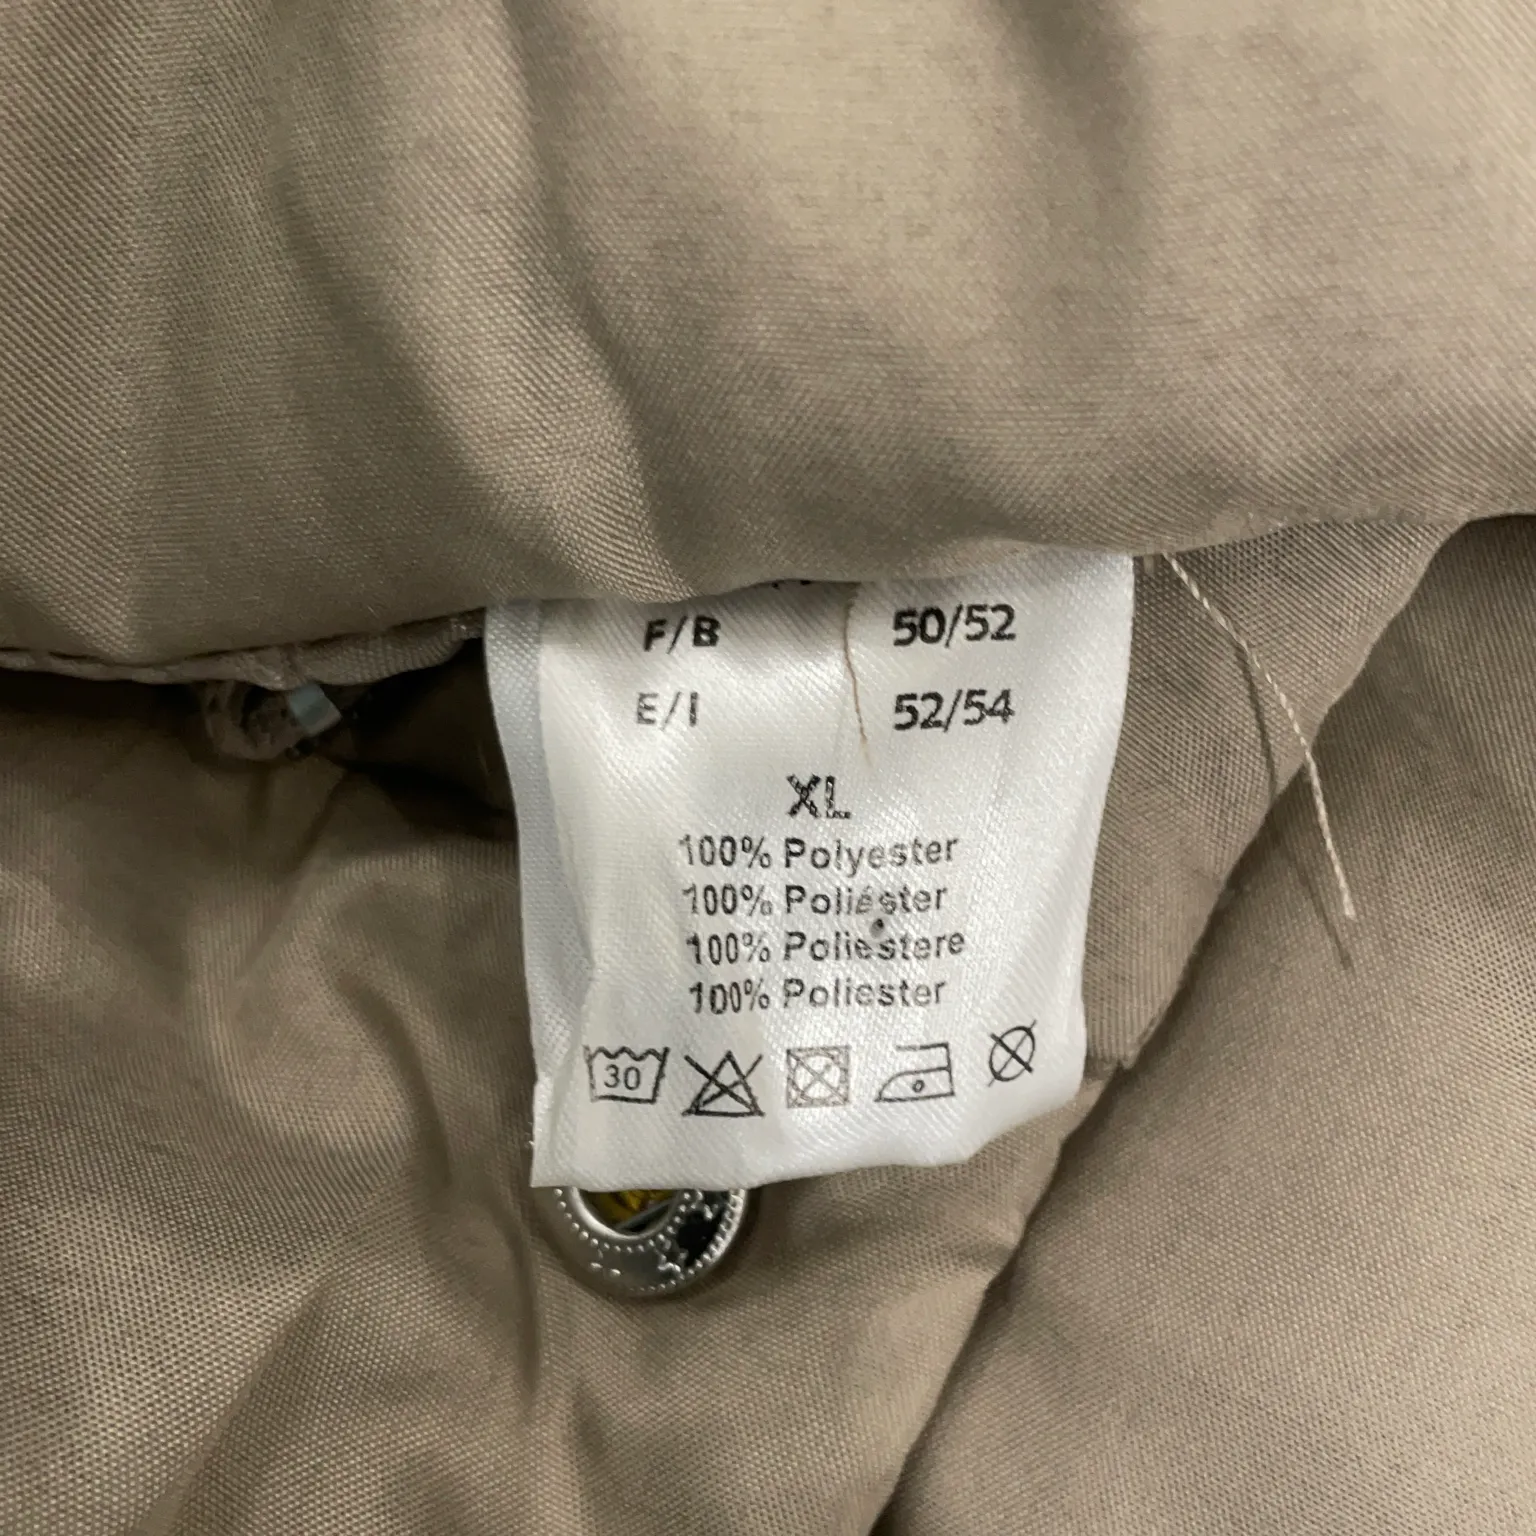 F/B 50/52
E/I 52/54
XL
100% Polyester
100% Poliéster
100% Poliestere
100% Poliester
30